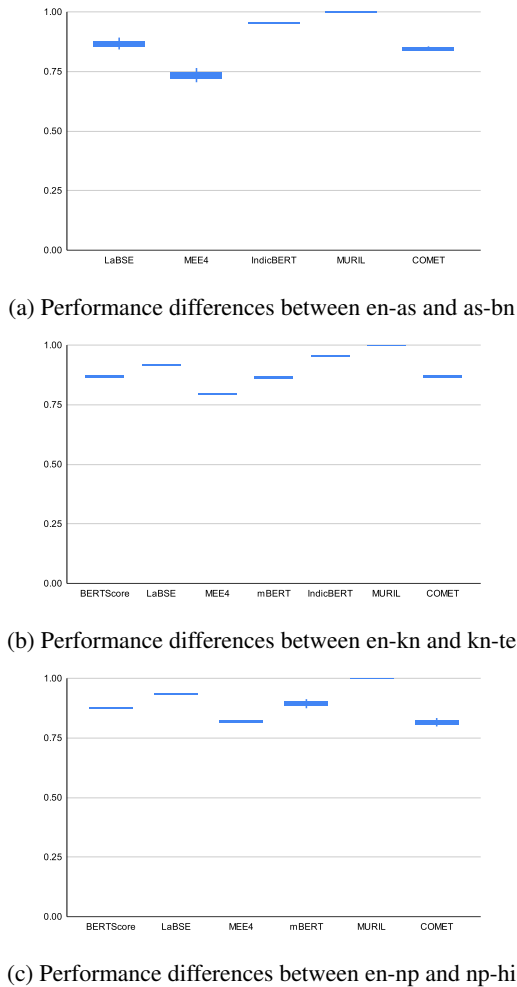 1.00
0.75
0.50
0.25
0.00
LaBSE MEE4 IndicBERT MURIL COMET
(a) Performance differences between en-as and as-bn
1.00
0.75
0.50
0.25
0.00
BERTScore LaBSE MEE4 mBERT IndicBERT MURIL COMET
(b) Performance differences between en-kn and kn-te
1.00
0.75
0.50
0.25
0.00
BERTScore LaBSE MEE4 mBERT MURIL COMET
(c) Performance differences between en-np and np-hi